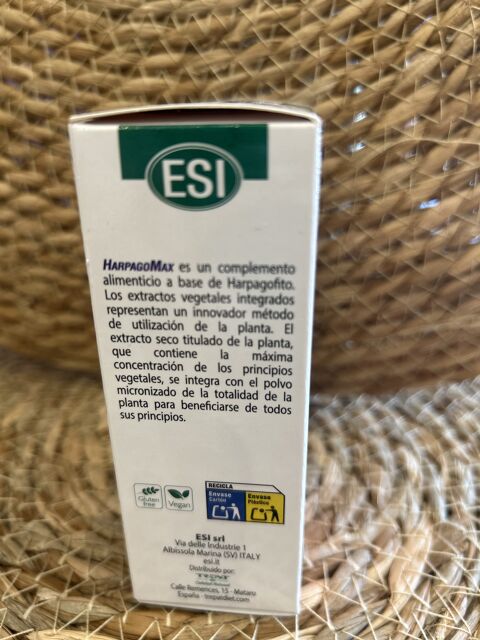 ESI
HARPAGOMAX es un complemento
alimenticio a base de Harpagofito.
Los extractos vegetales integrados
representan un innovador método
de utilización de la planta. El
extracto seco titulado de la planta,
que contiene la máxima
concentración de los principios
vegetales, se integra con el polvo
micronizado de la totalidad de la
planta para beneficiarse de todos
sus principios.
Gluten
free
Vegan
RECICLA
Envase
Cartón
Envase
Plástico
ESI srl
Via delle Industrie 1
Albissola Marina (SV) ITALY
esi.it
Distribuido por:
Calle Remences, 15 - Mataró
España - trepatdiet.com